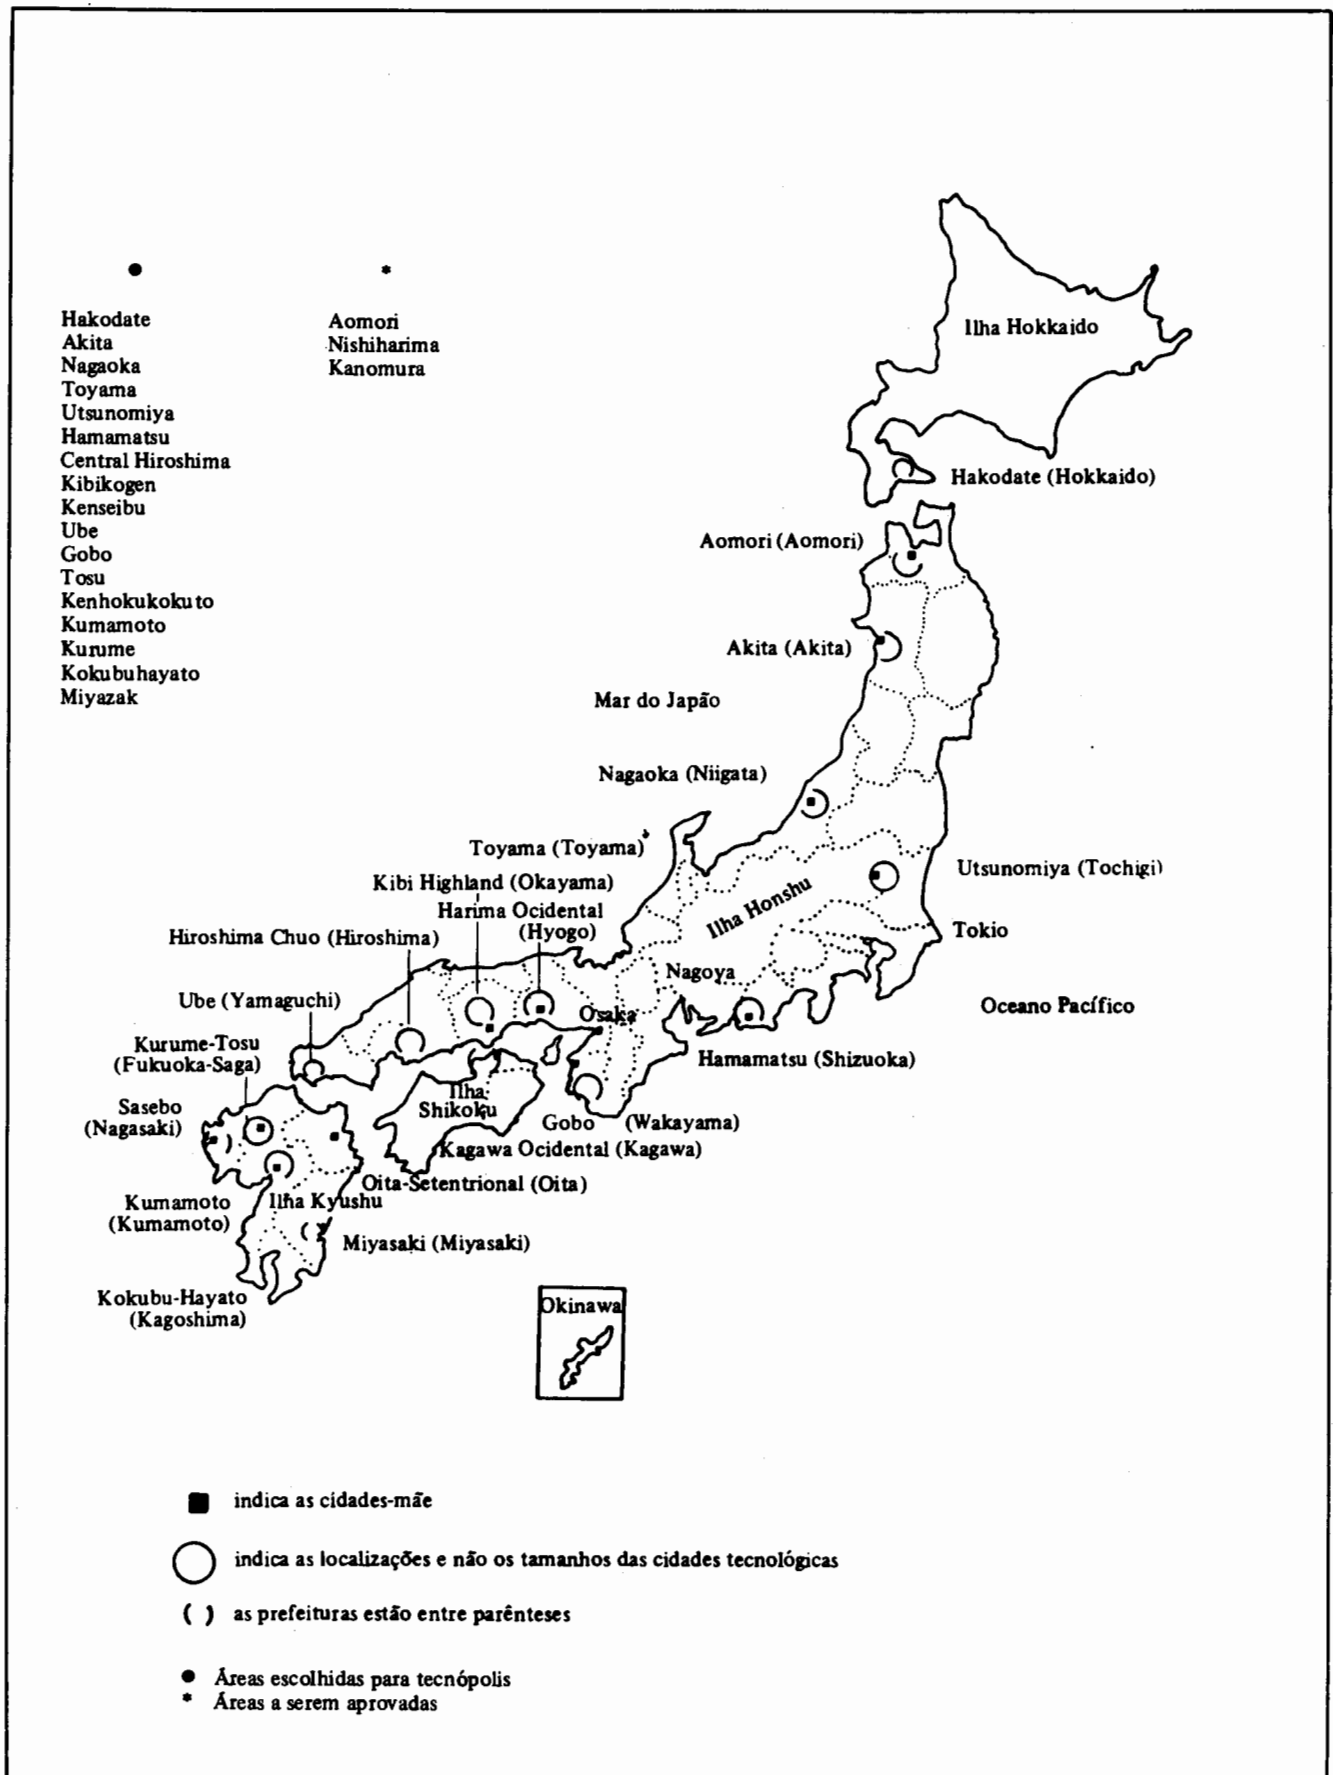 ● *
Hakodate
Akita
Nagaoka
Toyama
Utsunomiya
Hamamatsu
Central Hiroshima
Kibikogen
Kenseibu
Ube
Gobo
Tosu
Kenhokukokuto
Kumamoto
Kurume
Kokubuhayato
Miyazak
Aomori
Nishiharima
Kanomura
Ilha Hokkaido
Hakodate (Hokkaido)
Aomori (Aomori)
Akita (Akita)
Mar do Japão
Nagaoka (Niigata)
Toyama (Toyama)
Kibi Highland (Okayama)
Harima Ocidental
(Hyogo)
Hiroshima Chuo (Hiroshima)
Ilha Honshu
Utsunomiya (Tochigi)
Tokio
Nagoya
Oceano Pacífico
Ube (Yamaguchi)
Osaka
Kurume-Tosu
(Fukuoka-Saga)
Hamamatsu (Shizuoka)
Sasebo
(Nagasaki)
Ilha
Shikoku
Gobo (Wakayama)
Kagawa Ocidental (Kagawa)
Oita-Setentrional (Oita)
Kumamoto
(Kumamoto)
Ilha Kyushu
Miyasaki (Miyasaki)
Kokubu-Hayato
(Kagoshima)
Okinawa
indica as cidades-mãe
indica as localizações e não os tamanhos das cidades tecnológicas
( ) as prefeituras estão entre parênteses
● Áreas escolhidas para tecnópolis
* Áreas a serem aprovadas